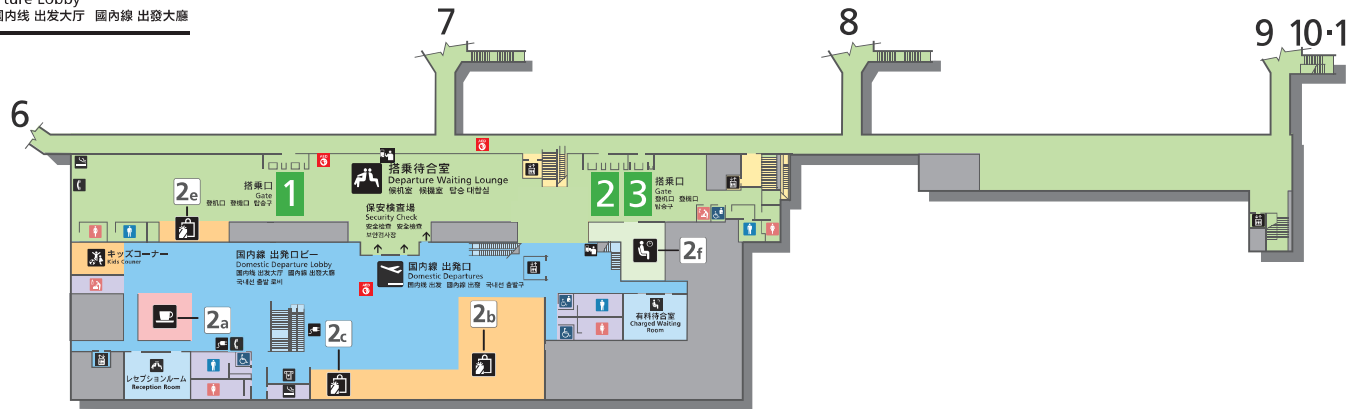 rture Lobby
国内线 出发大厅 國內線 出發大廳
7
8
9
10·1
6
搭乗口
Gate
登机口 登機口
탑승구
1
搭乗待合室
Departure Waiting Lounge
候机室 候機室 탑승 대합실
2
3
搭乗口
Gate
登机口 登機口
탑승구
2e
保安検査場
Security Check
安全检查 安全檢查
보안검사장
キッズコーナー
Kids Corner
国内線 出発ロビー
Domestic Departure Lobby
国内线 出发大厅 國內線 出發大廳
국내선 출발 로비
国内線 出発口
Domestic Departures
国内线 出发 國內線 出發 국내선 출발구
2f
2a
2c
2b
有料待合室
Charged Waiting
Room
レセプションルーム
Reception Room